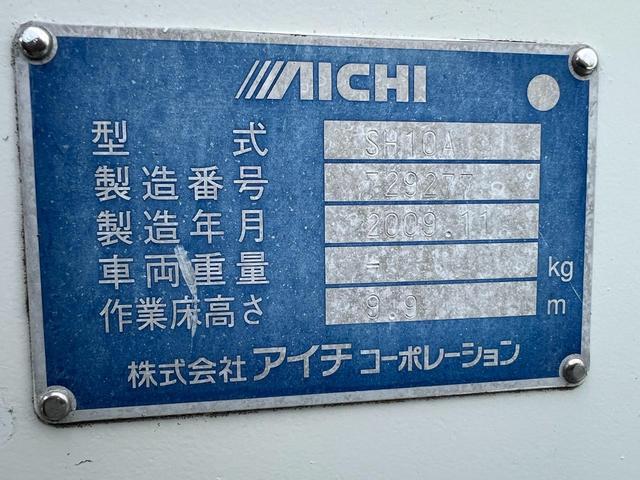 AICHI
型式 SH10A
製造番号 729277
製造年月 2009.11
車両重量 - kg
作業床高さ 9.9 m
株式会社アイチコーポレーション